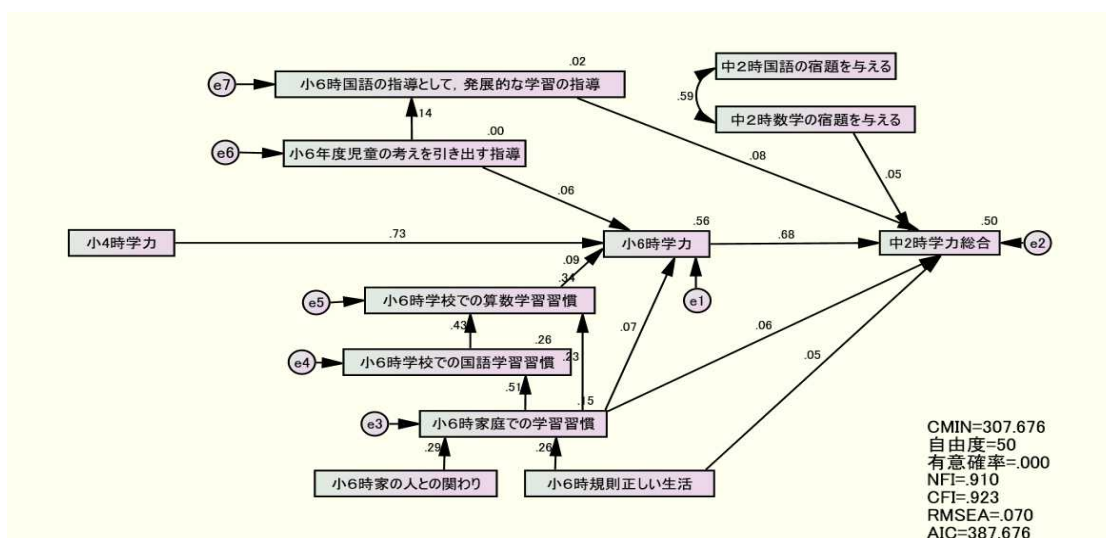 .02
e7
小6時国語の指導として，発展的な学習の指導
中2時国語の宿題を与える
.59
中2時数学の宿題を与える
14
.00
e6
小6年度児童の考えを引き出す指導
.08
.05
.06
小4時学力
.73
.56
小6時学力
.68
.50
中2時学力総合
e2
.09
.34
e5
小6時学校での算数学習習慣
e1
.43
.26
.07
.06
e4
小6時学校での国語学習習慣
.23
.05
.51
.15
e3
小6時家庭での学習習慣
.29
.26
小6時家の人との関わり
小6時規則正しい生活
CMIN=307.676
自由度=50
有意確率=.000
NFI=.910
CFI=.923
RMSEA=.070
AIC=387.676